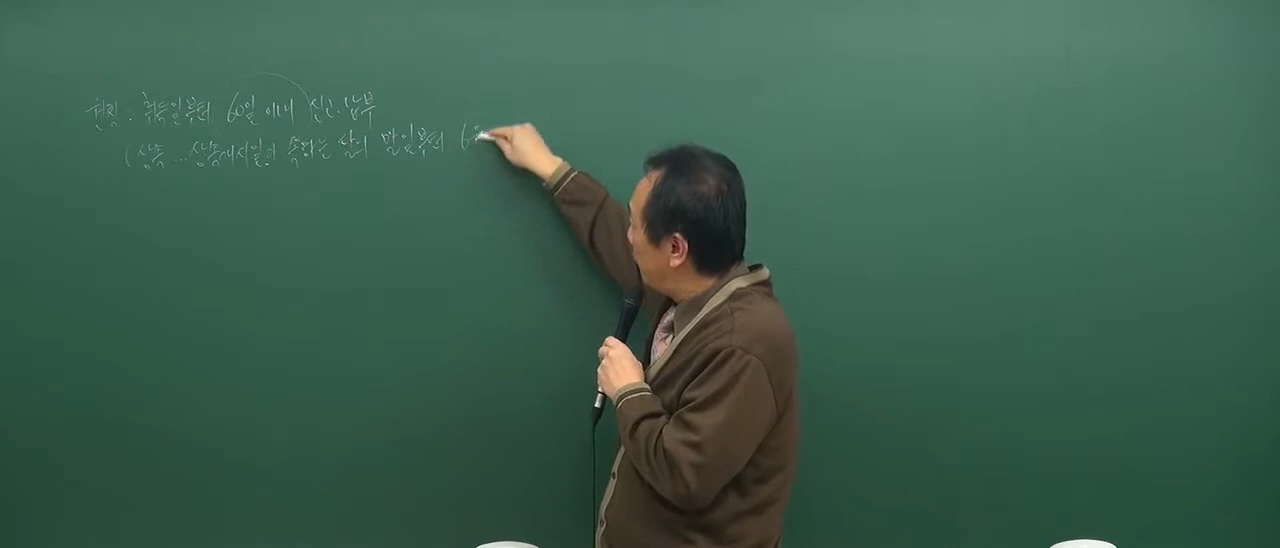 원칙. 취득일부터 60일 이내 신고.납부
(상속 ... 상속개시일이 속하는 달의 말일부터 6